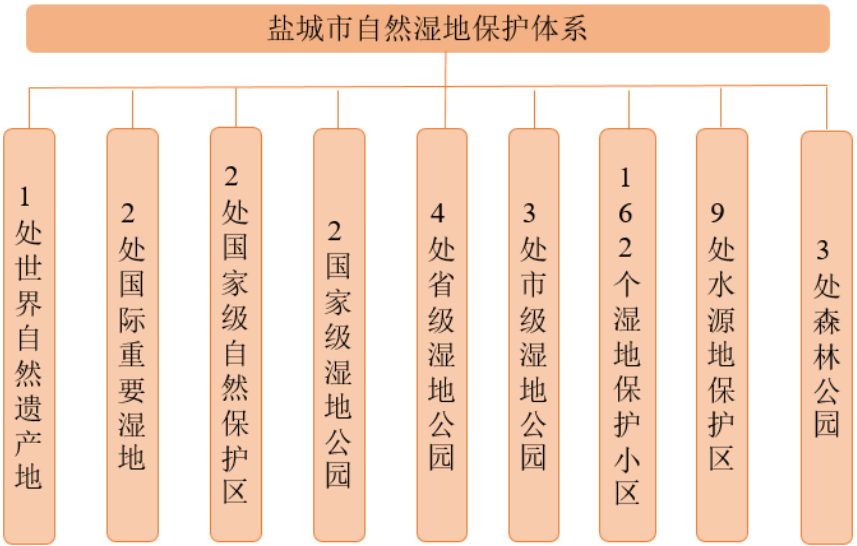 盐城市自然湿地保护体系
1处世界自然遗产地
2处国际重要湿地
2处国家级自然保护区
2国家级湿地公园
4处省级湿地公园
3处市级湿地公园
162个湿地保护小区
9处水源地保护区
3处森林公园